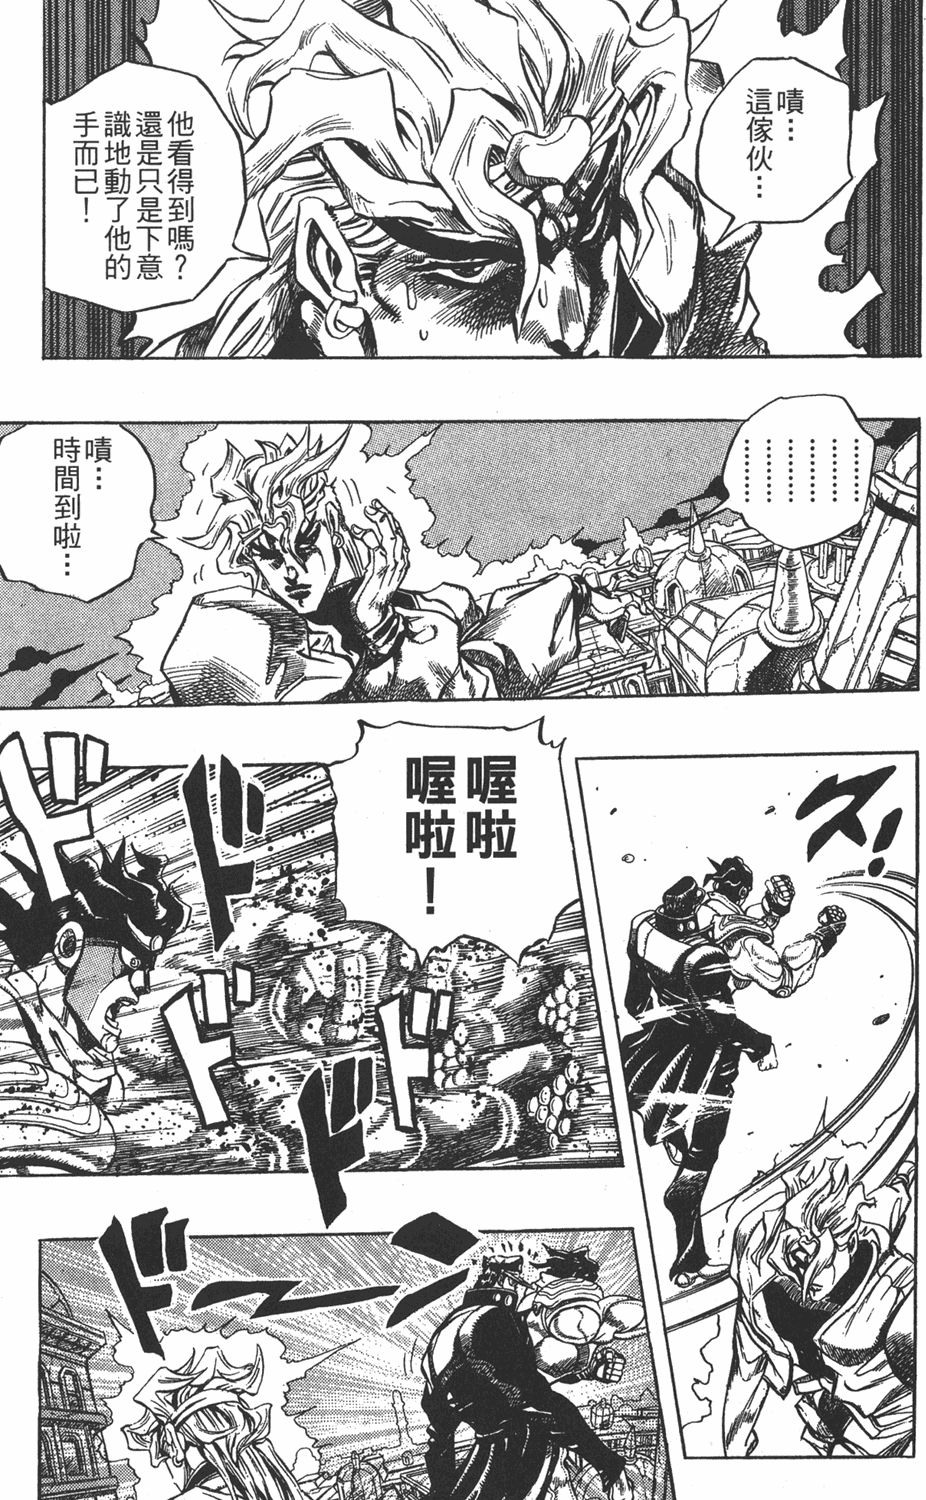 嘖…
這傢伙…
他看得到嗎？
還是只是下意
識地動了他的
手而已！
………………
嘖…
時間到啦…
グ！
喔啦
喔啦！
ド
ド
ド
ド
ド
ドーン